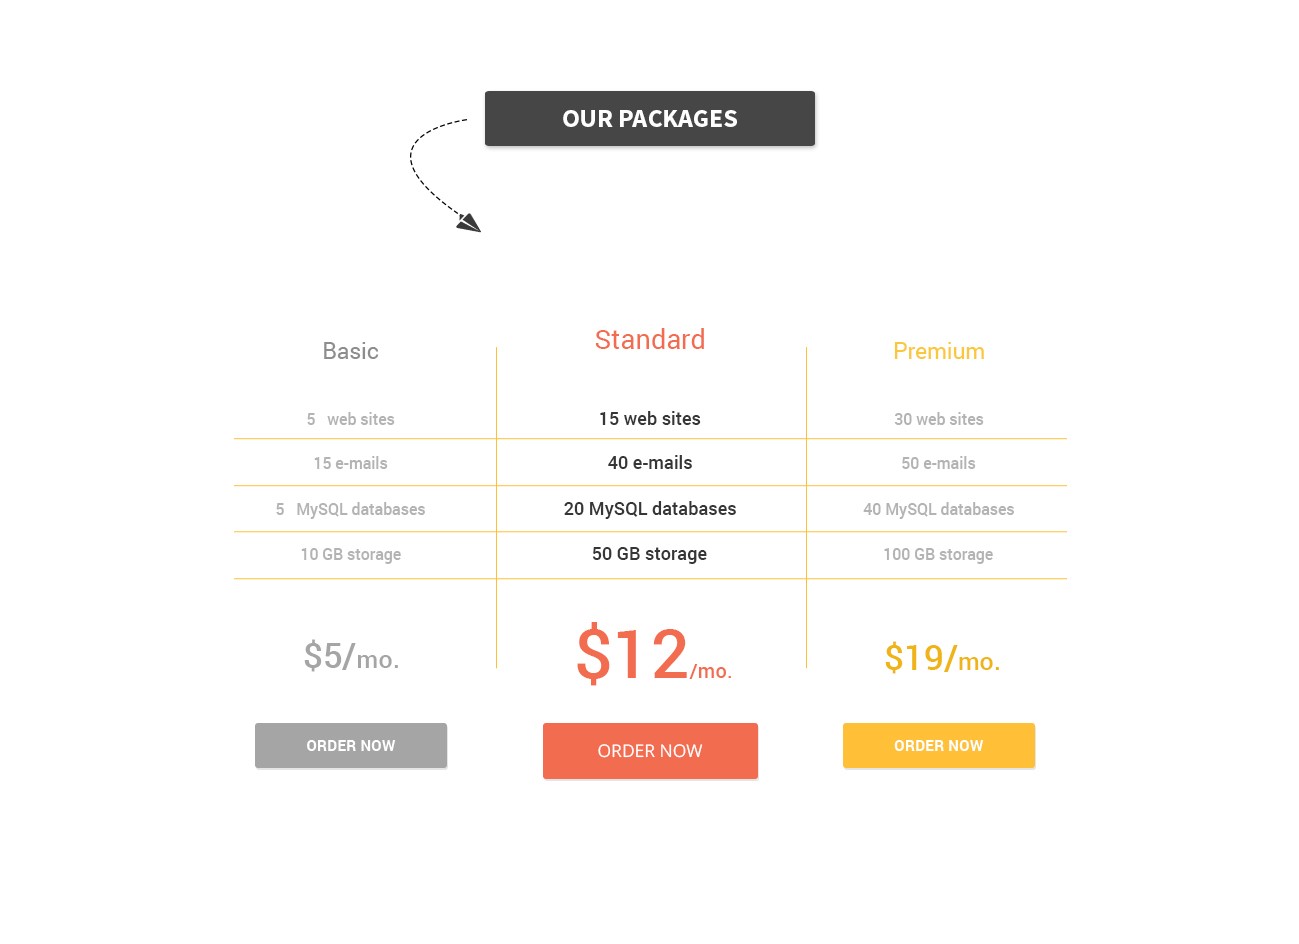 OUR PACKAGES
Basic
Standard
Premium
5 web sites
15 web sites
30 web sites
15 e-mails
40 e-mails
50 e-mails
5 MySQL databases
20 MySQL databases
40 MySQL databases
10 GB storage
50 GB storage
100 GB storage
$5/mo.
$12/mo.
$19/mo.
ORDER NOW
ORDER NOW
ORDER NOW